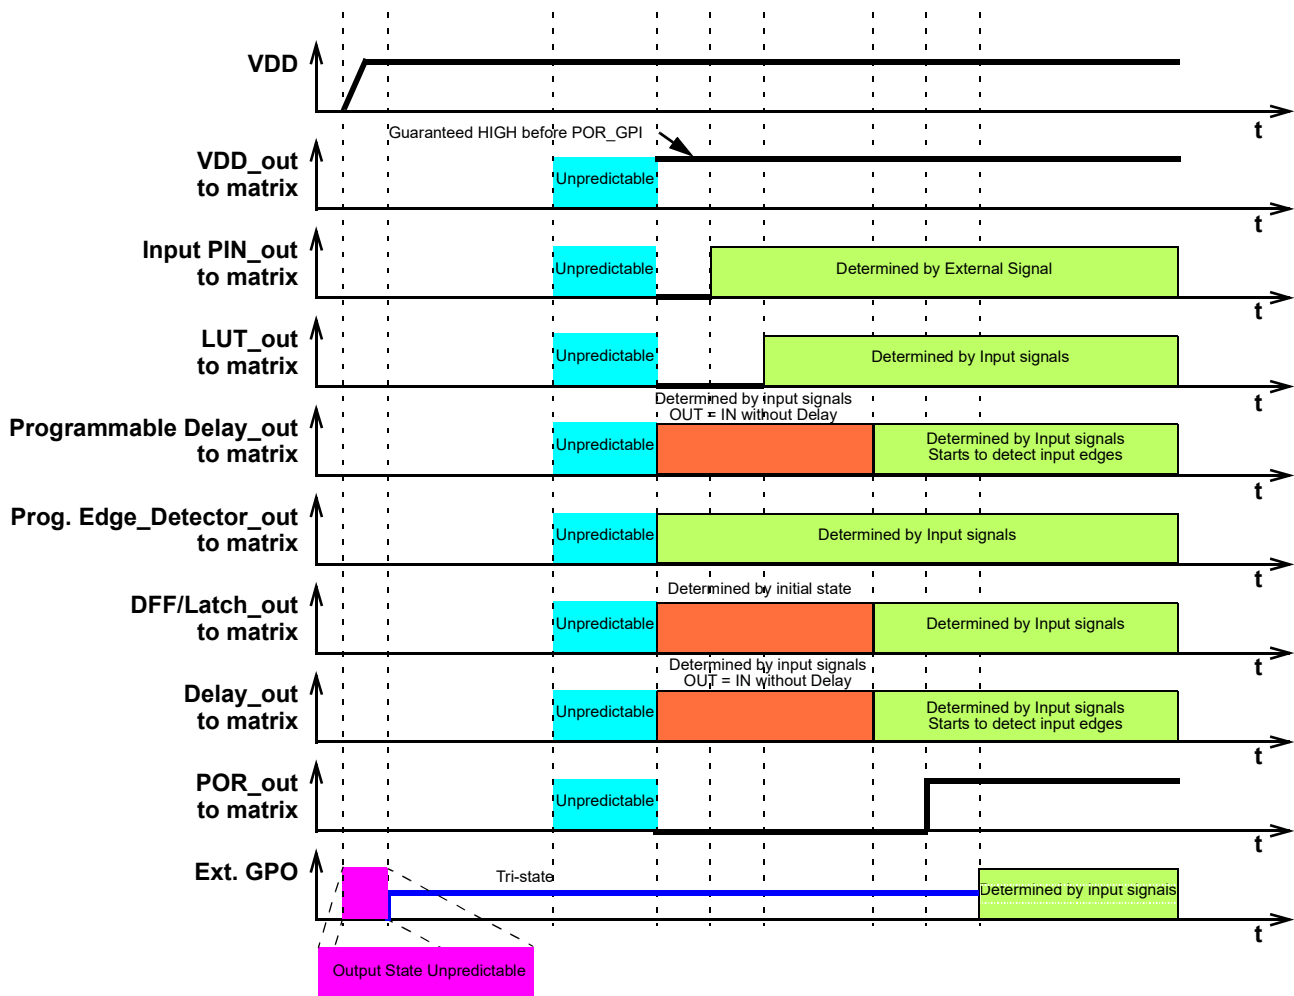 VDD
t
Guaranteed HIGH before POR_GPI
VDD_out
to matrix
Unpredictable
t
Input PIN_out
to matrix
Unpredictable
Determined by External Signal
t
LUT_out
to matrix
Unpredictable
Determined by Input signals
t
Determined by input signals
OUT = IN without Delay
Programmable Delay_out
to matrix
Unpredictable
Determined by Input signals
Starts to detect input edges
t
Prog. Edge_Detector_out
to matrix
Unpredictable
Determined by Input signals
t
Determined by initial state
DFF/Latch_out
to matrix
Unpredictable
Determined by Input signals
t
Determined by input signals
OUT = IN without Delay
Delay_out
to matrix
Unpredictable
Determined by Input signals
Starts to detect input edges
t
POR_out
to matrix
Unpredictable
t
Ext. GPO
Tri-state
Determined by input signals
t
Output State Unpredictable